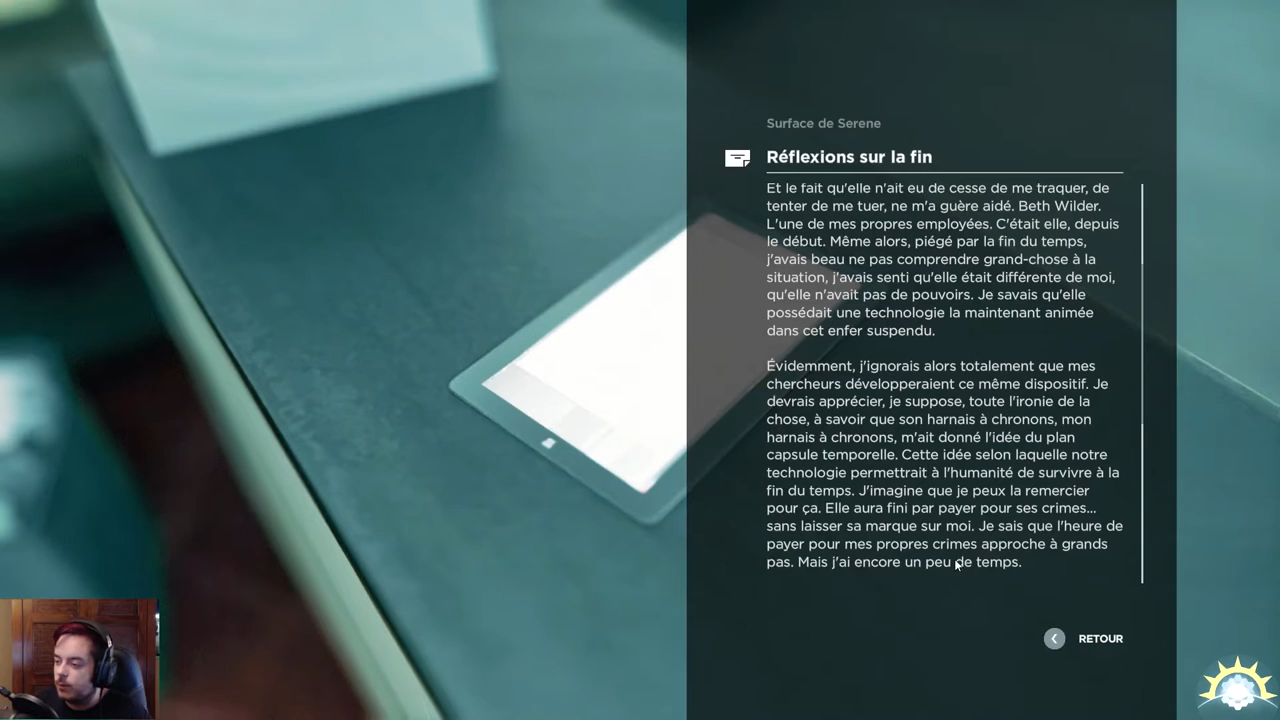 Surface de Serene
Réflexions sur la fin
Et le fait qu'elle n'ait eu de cesse de me traquer, de
tenter de me tuer, ne m'a guère aidé. Beth Wilder.
L'une de mes propres employées. C'était elle, depuis
le début. Même alors, piégé par la fin du temps,
j'avais beau ne pas comprendre grand-chose à la
situation, j'avais senti qu'elle était différente de moi,
qu'elle n'avait pas de pouvoirs. Je savais qu'elle
possédait une technologie la maintenant animée
dans cet enfer suspendu.
Évidemment, j'ignorais alors totalement que mes
chercheurs développeraient ce même dispositif. Je
devrais apprécier, je suppose, toute l'ironie de la
chose, à savoir que son harnais à chronons, mon
harnais à chronons, m'ait donné l'idée du plan
capsule temporelle. Cette idée selon laquelle notre
technologie permettrait à l'humanité de survivre à la
fin du temps. J'imagine que je peux la remercier
pour ça. Elle aura fini par payer pour ses crimes...
sans laisser sa marque sur moi. Je sais que l'heure de
payer pour mes propres crimes approche à grands
pas. Mais j'ai encore un peu de temps.
RETOUR